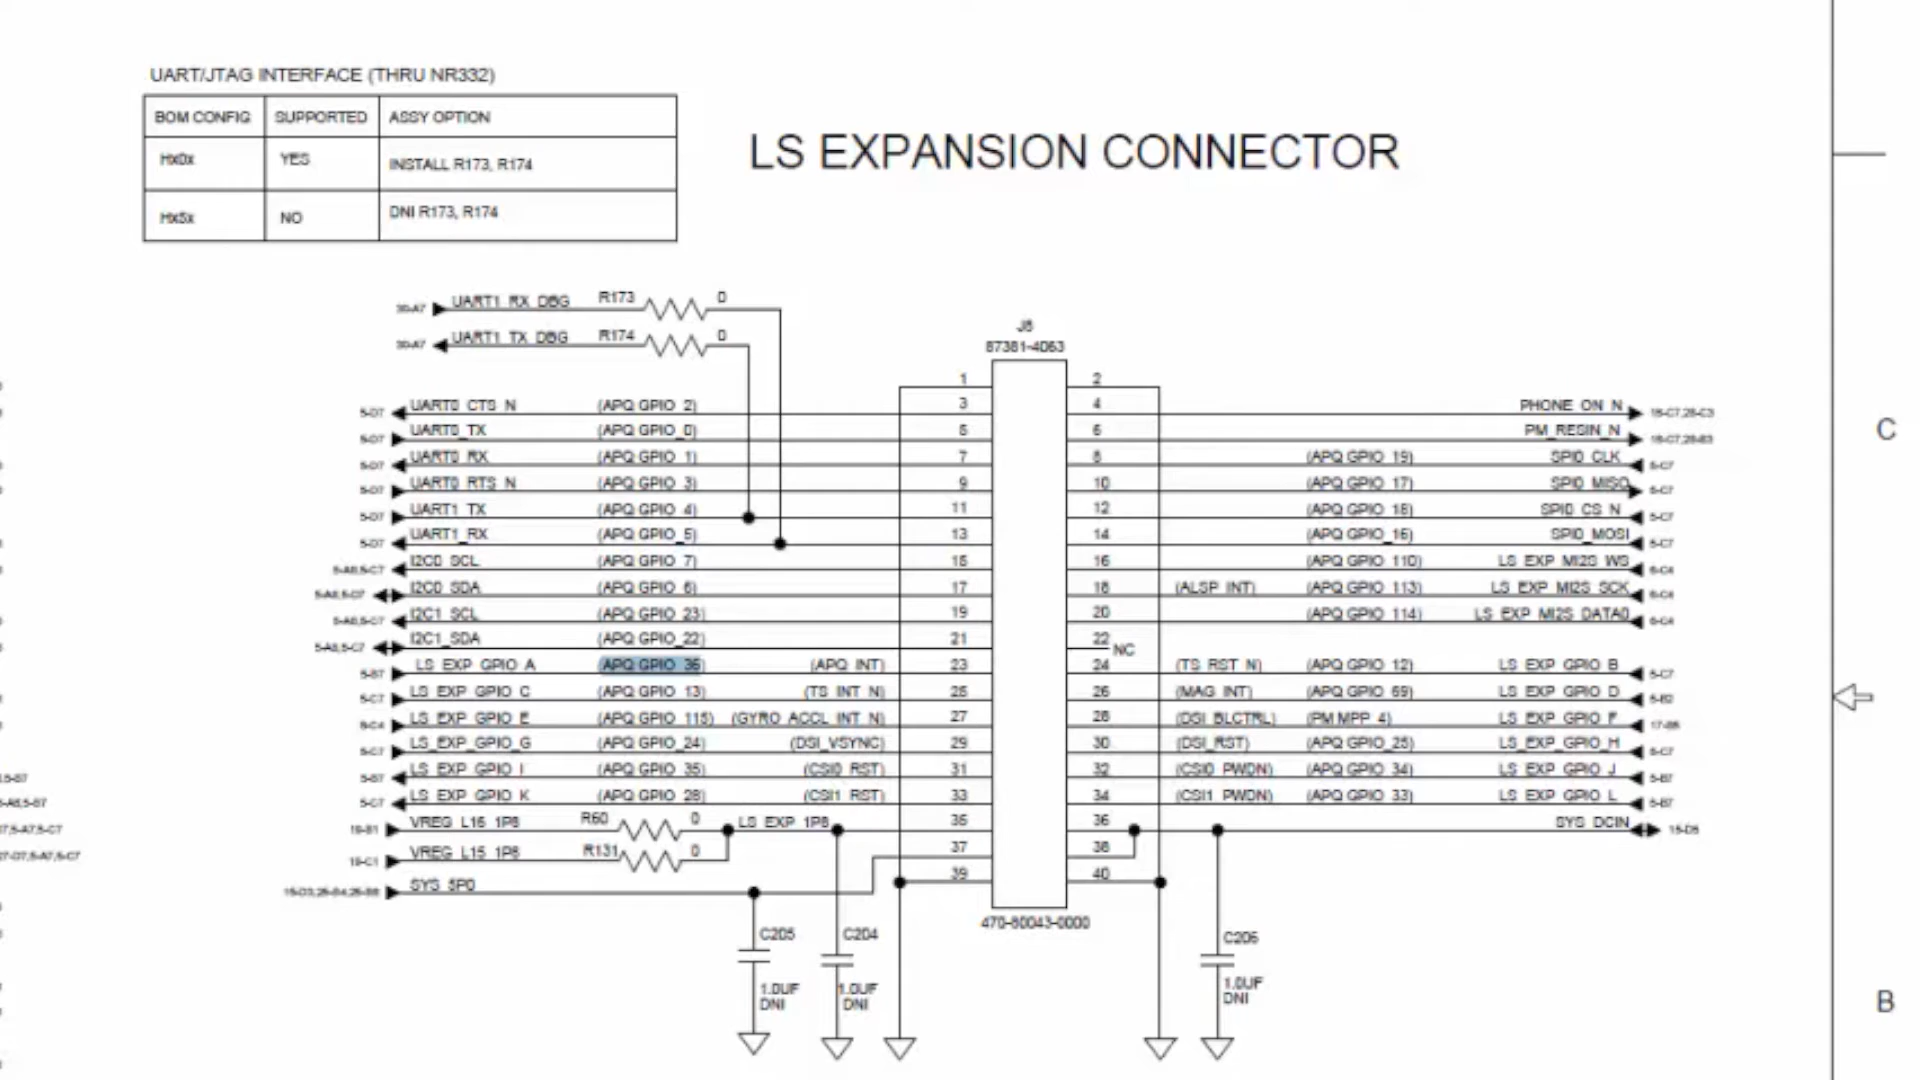 UART/JTAG INTERFACE (THRU NR332)
BOM CONFIG SUPPORTED ASSY OPTION
Hx0x YES INSTALL R173, R174
Hx5x NO DNI R173, R174
LS EXPANSION CONNECTOR
UART1_RX_DBG R173 0
UART1_TX_DBG R174 0
87381-4063
1 2
UART0_CTS_N (APQ GPIO_2) 3 4 PHONE_ON_N
UART0_TX (APQ GPIO_0) 5 6 PM_RESIN_N
UART0_RX (APQ GPIO_1) 7 8 (APQ GPIO_19) SPI0_CLK
UART0_RTS_N (APQ GPIO_3) 9 10 (APQ GPIO_17) SPI0_MISO
UART1_TX (APQ GPIO_4) 11 12 (APQ GPIO_18) SPI0_CS_N
UART1_RX (APQ GPIO_5) 13 14 (APQ GPIO_16) SPI0_MOSI
I2C0_SCL (APQ GPIO_7) 15 16 (APQ GPIO_110) LS_EXP_MI2S_WS
I2C0_SDA (APQ GPIO_6) 17 18 (ALSP_INT) (APQ GPIO_113) LS_EXP_MI2S_SCK
I2C1_SCL (APQ GPIO_23) 19 20 (APQ GPIO_114) LS_EXP_MI2S_DATA0
I2C1_SDA (APQ GPIO_22) 21 22 NC
LS_EXP_GPIO_A (APQ GPIO_36) (APQ_INT) 23 24 (TS_RST_N) (APQ GPIO_12) LS_EXP_GPIO_B
LS_EXP_GPIO_C (APQ GPIO_13) (TS_INT_N) 25 26 (MAG_INT) (APQ GPIO_69) LS_EXP_GPIO_D
LS_EXP_GPIO_E (APQ GPIO_115) (GYRO_ACCL_INT_N) 27 28 (DSI_BLCTRL) (PM MPP_4) LS_EXP_GPIO_F
LS_EXP_GPIO_G (APQ GPIO_24) (DSI_VSYNC) 29 30 (DSI_RST) (APQ GPIO_25) LS_EXP_GPIO_H
LS_EXP_GPIO_I (APQ GPIO_35) (CSI0_RST) 31 32 (CSI0_PWDN) (APQ GPIO_34) LS_EXP_GPIO_J
LS_EXP_GPIO_K (APQ GPIO_28) (CSI1_RST) 33 34 (CSI1_PWDN) (APQ GPIO_33) LS_EXP_GPIO_L
VREG_L15_1P8 R60 0 LS_EXP_1P8 35 36 SYS_DCIN
VREG_L15_1P8 R131 0 37 38
SYS_5P0 39 40
470-80043-0000
C205 C204 C206
1.0UF 1.0UF 1.0UF
DNI DNI DNI
C
B